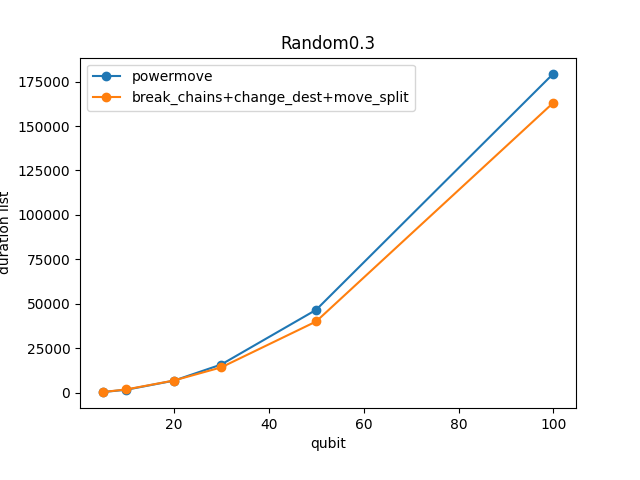 Random0.3
powermove
break_chains+change_dest+move_split
175000
150000
125000
100000
75000
50000
25000
0
duration list
20 40 60 80 100
qubit